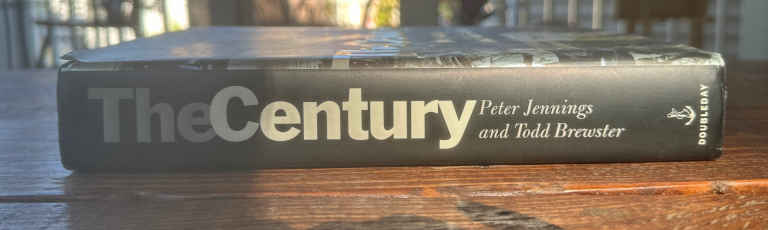 TheCentury
Peter Jennings
and Todd Brewster
DOUBLEDAY